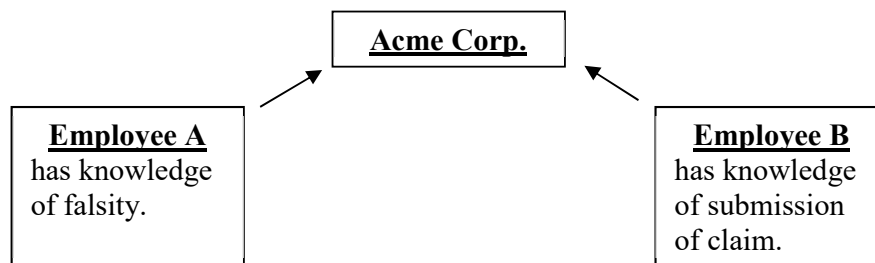 Acme Corp.
Employee A
has knowledge
of falsity.
Employee B
has knowledge
of submission
of claim.